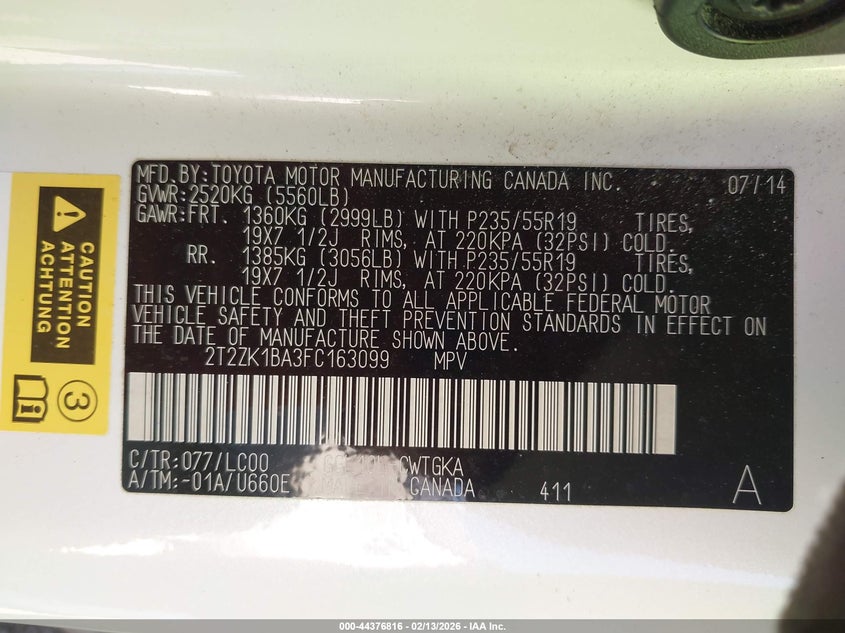 MFD.BY:TOYOTA MOTOR MANUFACTURING CANADA INC. 07/14
GVWR:2520KG (5560LB)
GAWR:FRT. 1360KG (2999LB) WITH P235/55R19 TIRES,
19X7 1/2J RIMS, AT 220KPA (32PSI) COLD.
RR. 1385KG (3056LB) WITH P235/55R19 TIRES,
19X7 1/2J RIMS, AT 220KPA (32PSI) COLD.
THIS VEHICLE CONFORMS TO ALL APPLICABLE FEDERAL MOTOR
VEHICLE SAFETY AND THEFT PREVENTION STANDARDS IN EFFECT ON
THE DATE OF MANUFACTURE SHOWN ABOVE.
2T2ZK1BA3FC163099 MPV
C/TR:077/LC00 CWTGKA
A/TM:-01A/U660E CANADA 411 A
CAUTION
ATTENTION
ACHTUNG
3
i
000-44376816 - 02/13/2026 - IAA Inc.